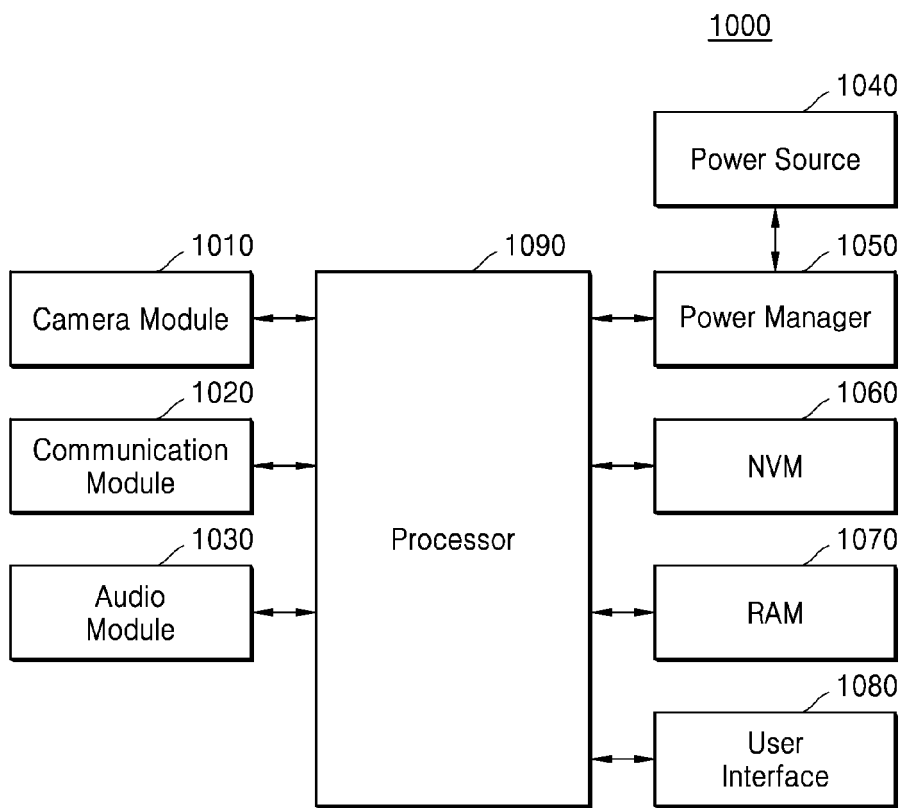 1000
1040
Power Source
1010
1090
1050
Camera Module
Power Manager
1020
1060
Communication
Module
NVM
Processor
1030
1070
Audio
Module
RAM
1080
User
Interface